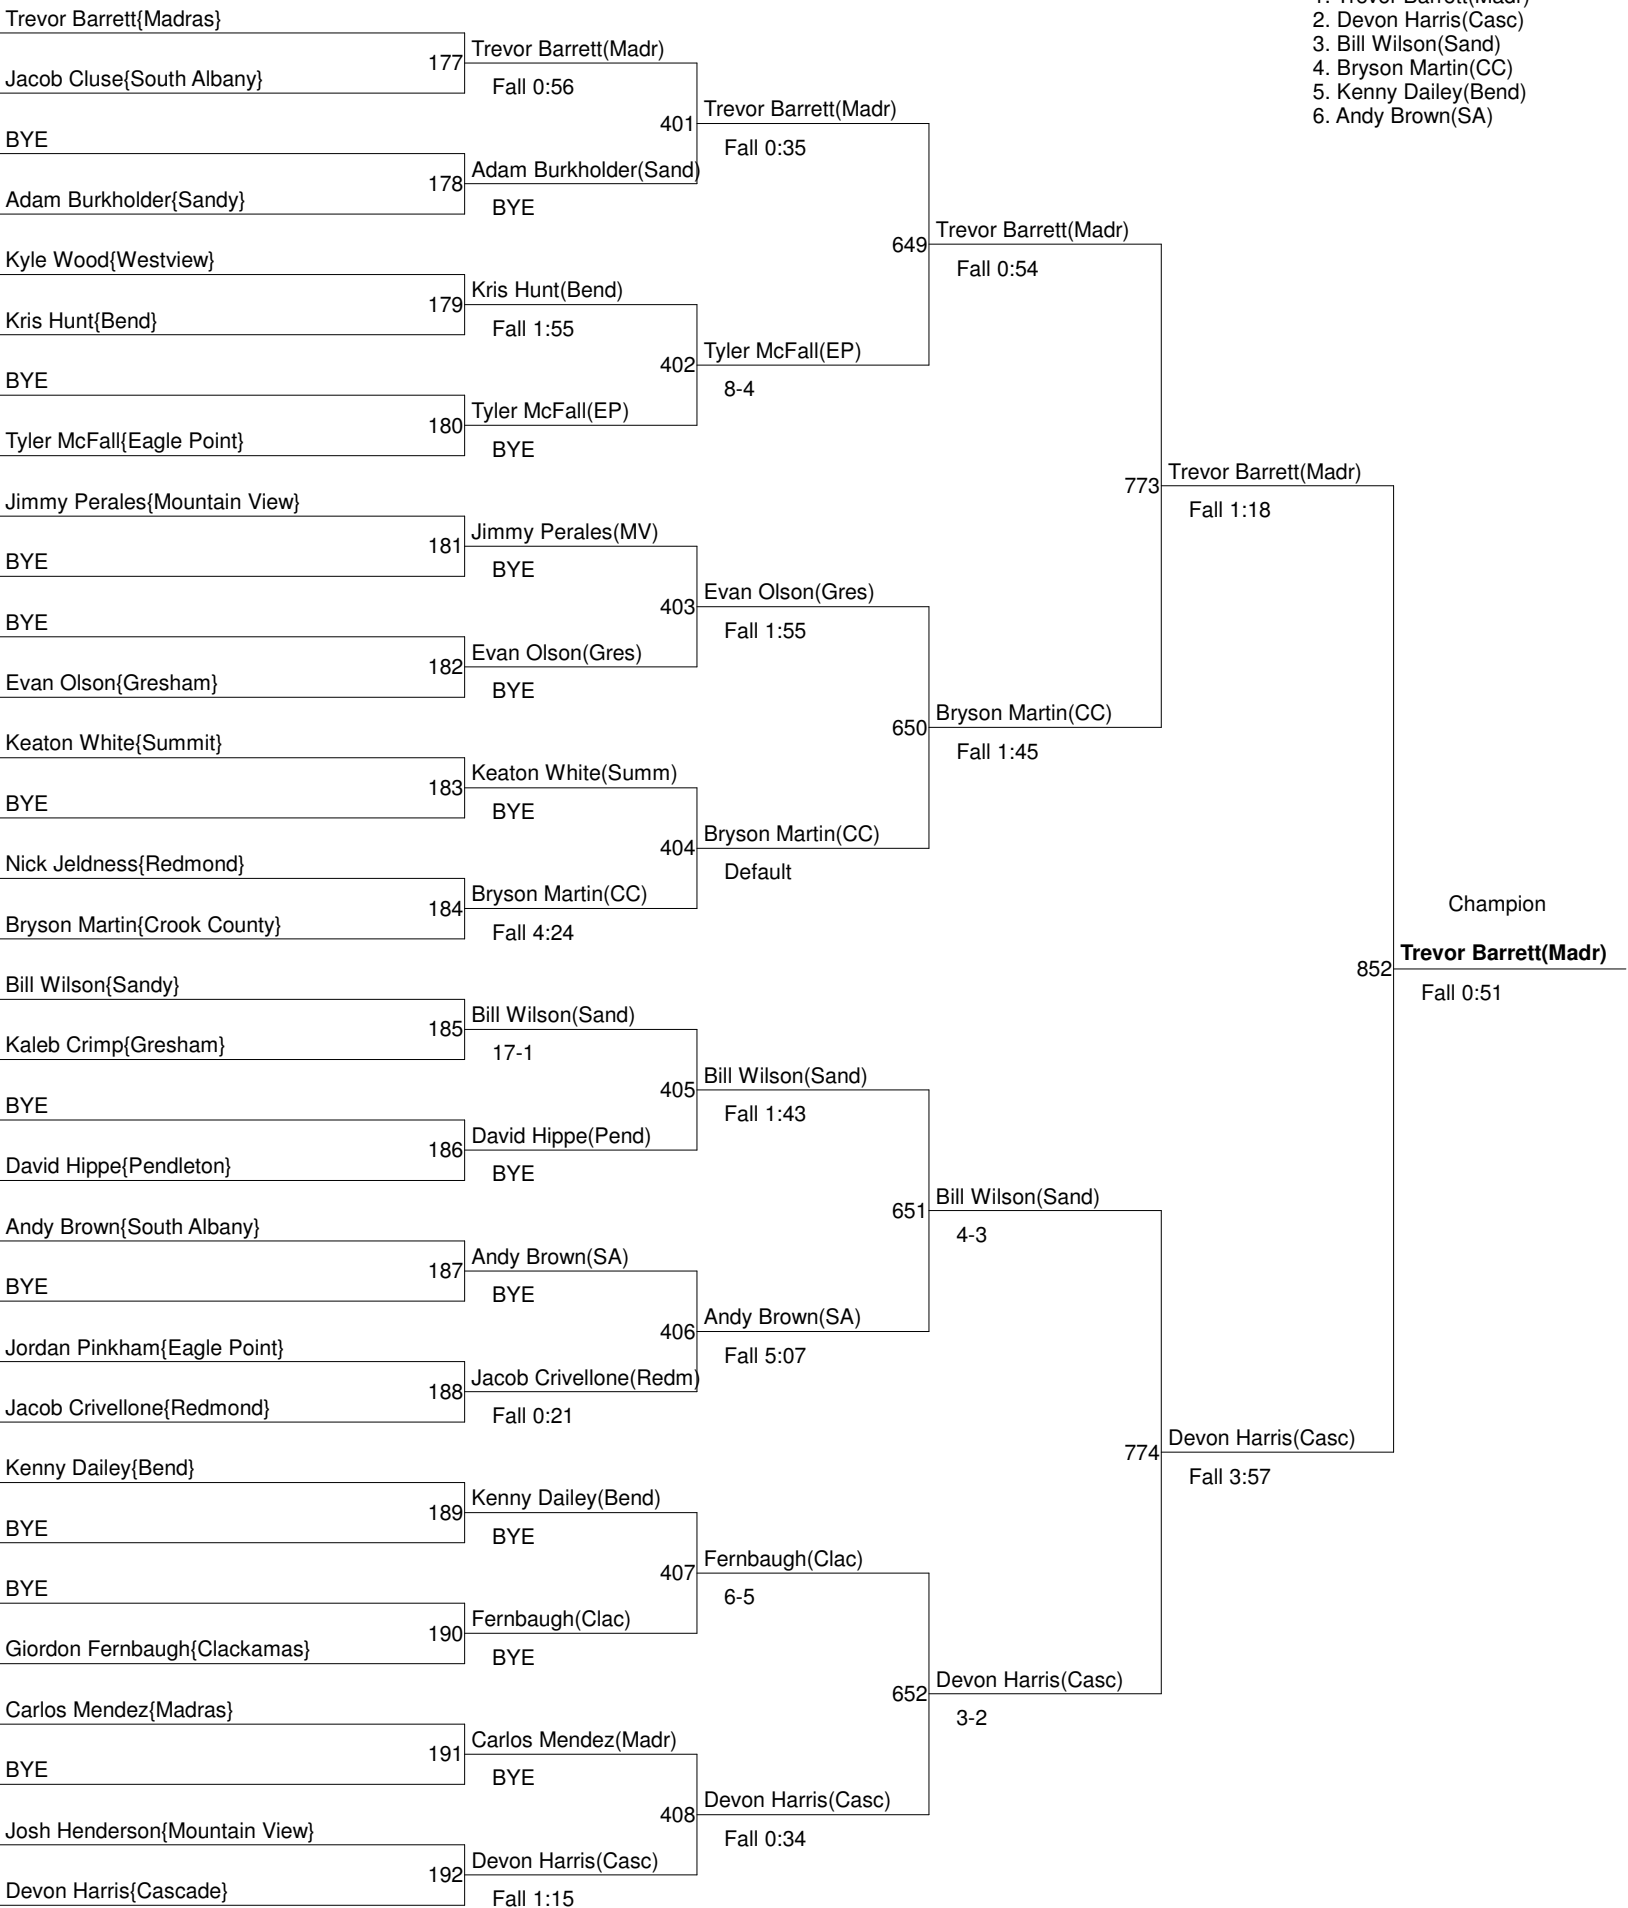 1. Trevor Barrett(Madr)
2. Devon Harris(Casc)
3. Bill Wilson(Sand)
4. Bryson Martin(CC)
5. Kenny Dailey(Bend)
6. Andy Brown(SA)
Trevor Barrett{Madras}
Jacob Cluse{South Albany}
BYE
Adam Burkholder{Sandy}
Kyle Wood{Westview}
Kris Hunt{Bend}
BYE
Tyler McFall{Eagle Point}
Jimmy Perales{Mountain View}
BYE
BYE
Evan Olson{Gresham}
Keaton White{Summit}
BYE
Nick Jeldness{Redmond}
Bryson Martin{Crook County}
Bill Wilson{Sandy}
Kaleb Crimp{Gresham}
BYE
David Hippe{Pendleton}
Andy Brown{South Albany}
BYE
Jordan Pinkham{Eagle Point}
Jacob Crivellone{Redmond}
Kenny Dailey{Bend}
BYE
BYE
Giordon Fernbaugh{Clackamas}
Carlos Mendez{Madras}
BYE
Josh Henderson{Mountain View}
Devon Harris{Cascade}
177 Trevor Barrett(Madr)
Fall 0:56
178 Adam Burkholder(Sand)
BYE
179 Kris Hunt(Bend)
Fall 1:55
180 Tyler McFall(EP)
BYE
181 Jimmy Perales(MV)
BYE
182 Evan Olson(Gres)
BYE
183 Keaton White(Summ)
BYE
184 Bryson Martin(CC)
Fall 4:24
185 Bill Wilson(Sand)
17-1
186 David Hippe(Pend)
BYE
187 Andy Brown(SA)
BYE
188 Jacob Crivellone(Redm)
Fall 0:21
189 Kenny Dailey(Bend)
BYE
190 Fernbaugh(Clac)
BYE
191 Carlos Mendez(Madr)
BYE
192 Devon Harris(Casc)
Fall 1:15
401 Trevor Barrett(Madr)
Fall 0:35
402 Tyler McFall(EP)
8-4
403 Evan Olson(Gres)
Fall 1:55
404 Bryson Martin(CC)
Default
405 Bill Wilson(Sand)
Fall 1:43
406 Andy Brown(SA)
Fall 5:07
407 Fernbaugh(Clac)
6-5
408 Devon Harris(Casc)
Fall 0:34
649 Trevor Barrett(Madr)
Fall 0:54
650 Bryson Martin(CC)
Fall 1:45
651 Bill Wilson(Sand)
4-3
652 Devon Harris(Casc)
3-2
773 Trevor Barrett(Madr)
Fall 1:18
774 Devon Harris(Casc)
Fall 3:57
Champion
852 Trevor Barrett(Madr)
Fall 0:51